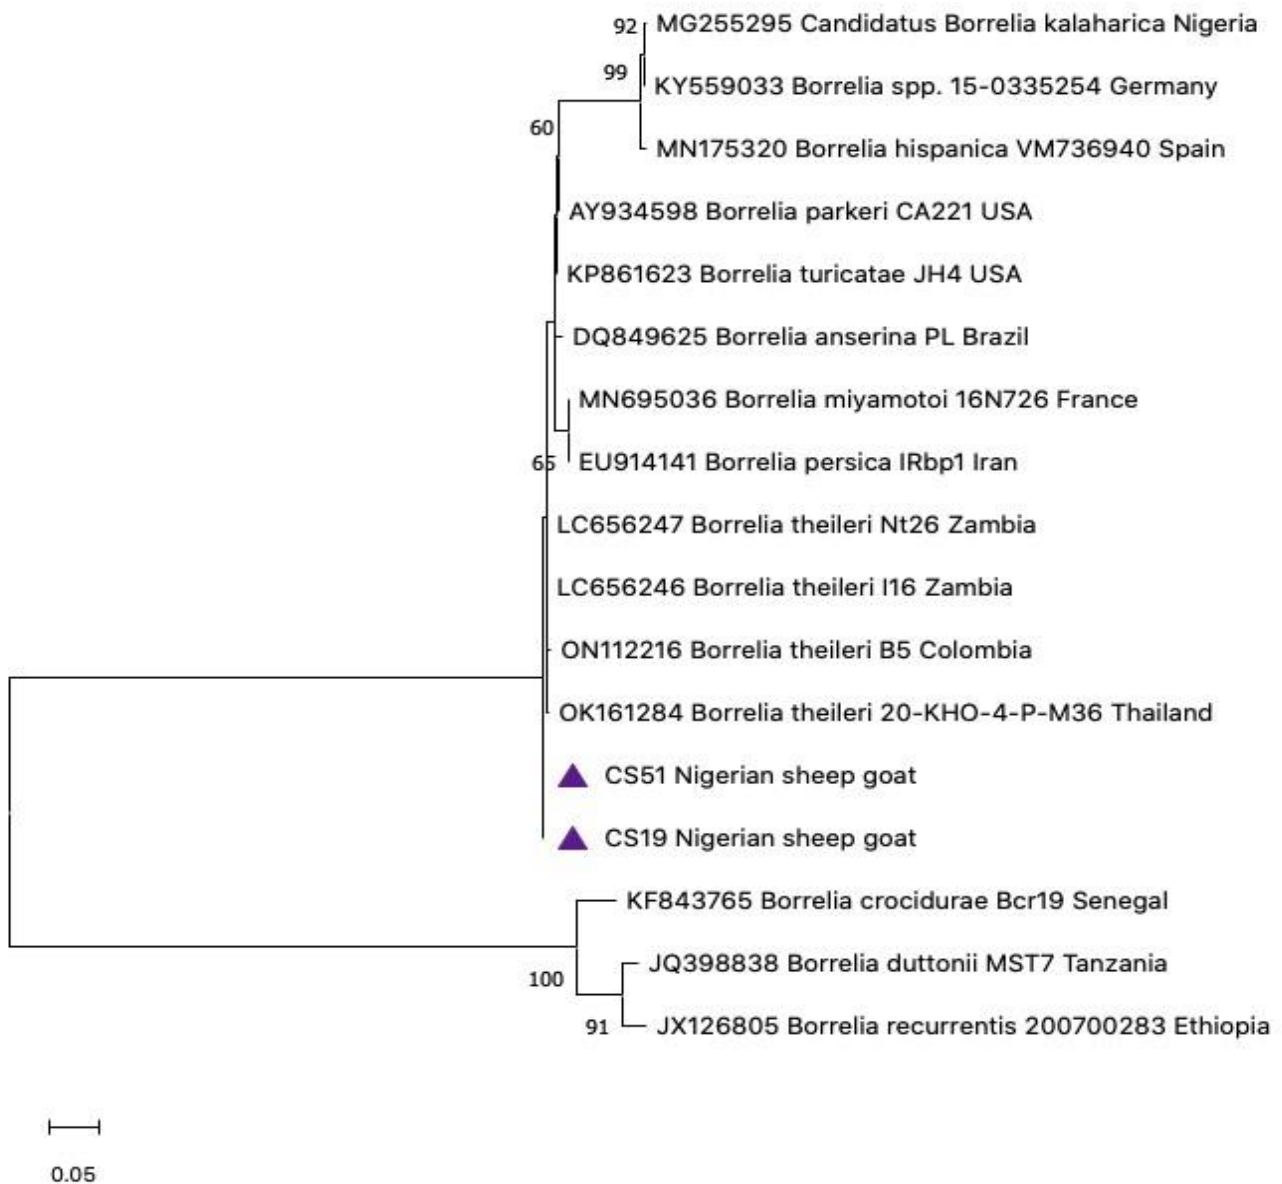 92 MG255295 Candidatus Borrelia kalaharica Nigeria
99
KY559033 Borrelia spp. 15-0335254 Germany
60
MN175320 Borrelia hispanica VM736940 Spain
AY934598 Borrelia parkeri CA221 USA
KP861623 Borrelia turicatae JH4 USA
DQ849625 Borrelia anserina PL Brazil
MN695036 Borrelia miyamotoi 16N726 France
65 EU914141 Borrelia persica IRbp1 Iran
LC656247 Borrelia theileri Nt26 Zambia
LC656246 Borrelia theileri I16 Zambia
ON112216 Borrelia theileri B5 Colombia
OK161284 Borrelia theileri 20-KHO-4-P-M36 Thailand
CS51 Nigerian sheep goat
CS19 Nigerian sheep goat
KF843765 Borrelia crocidurae Bcr19 Senegal
JQ398838 Borrelia duttonii MST7 Tanzania
100
91 JX126805 Borrelia recurrentis 200700283 Ethiopia
0.05